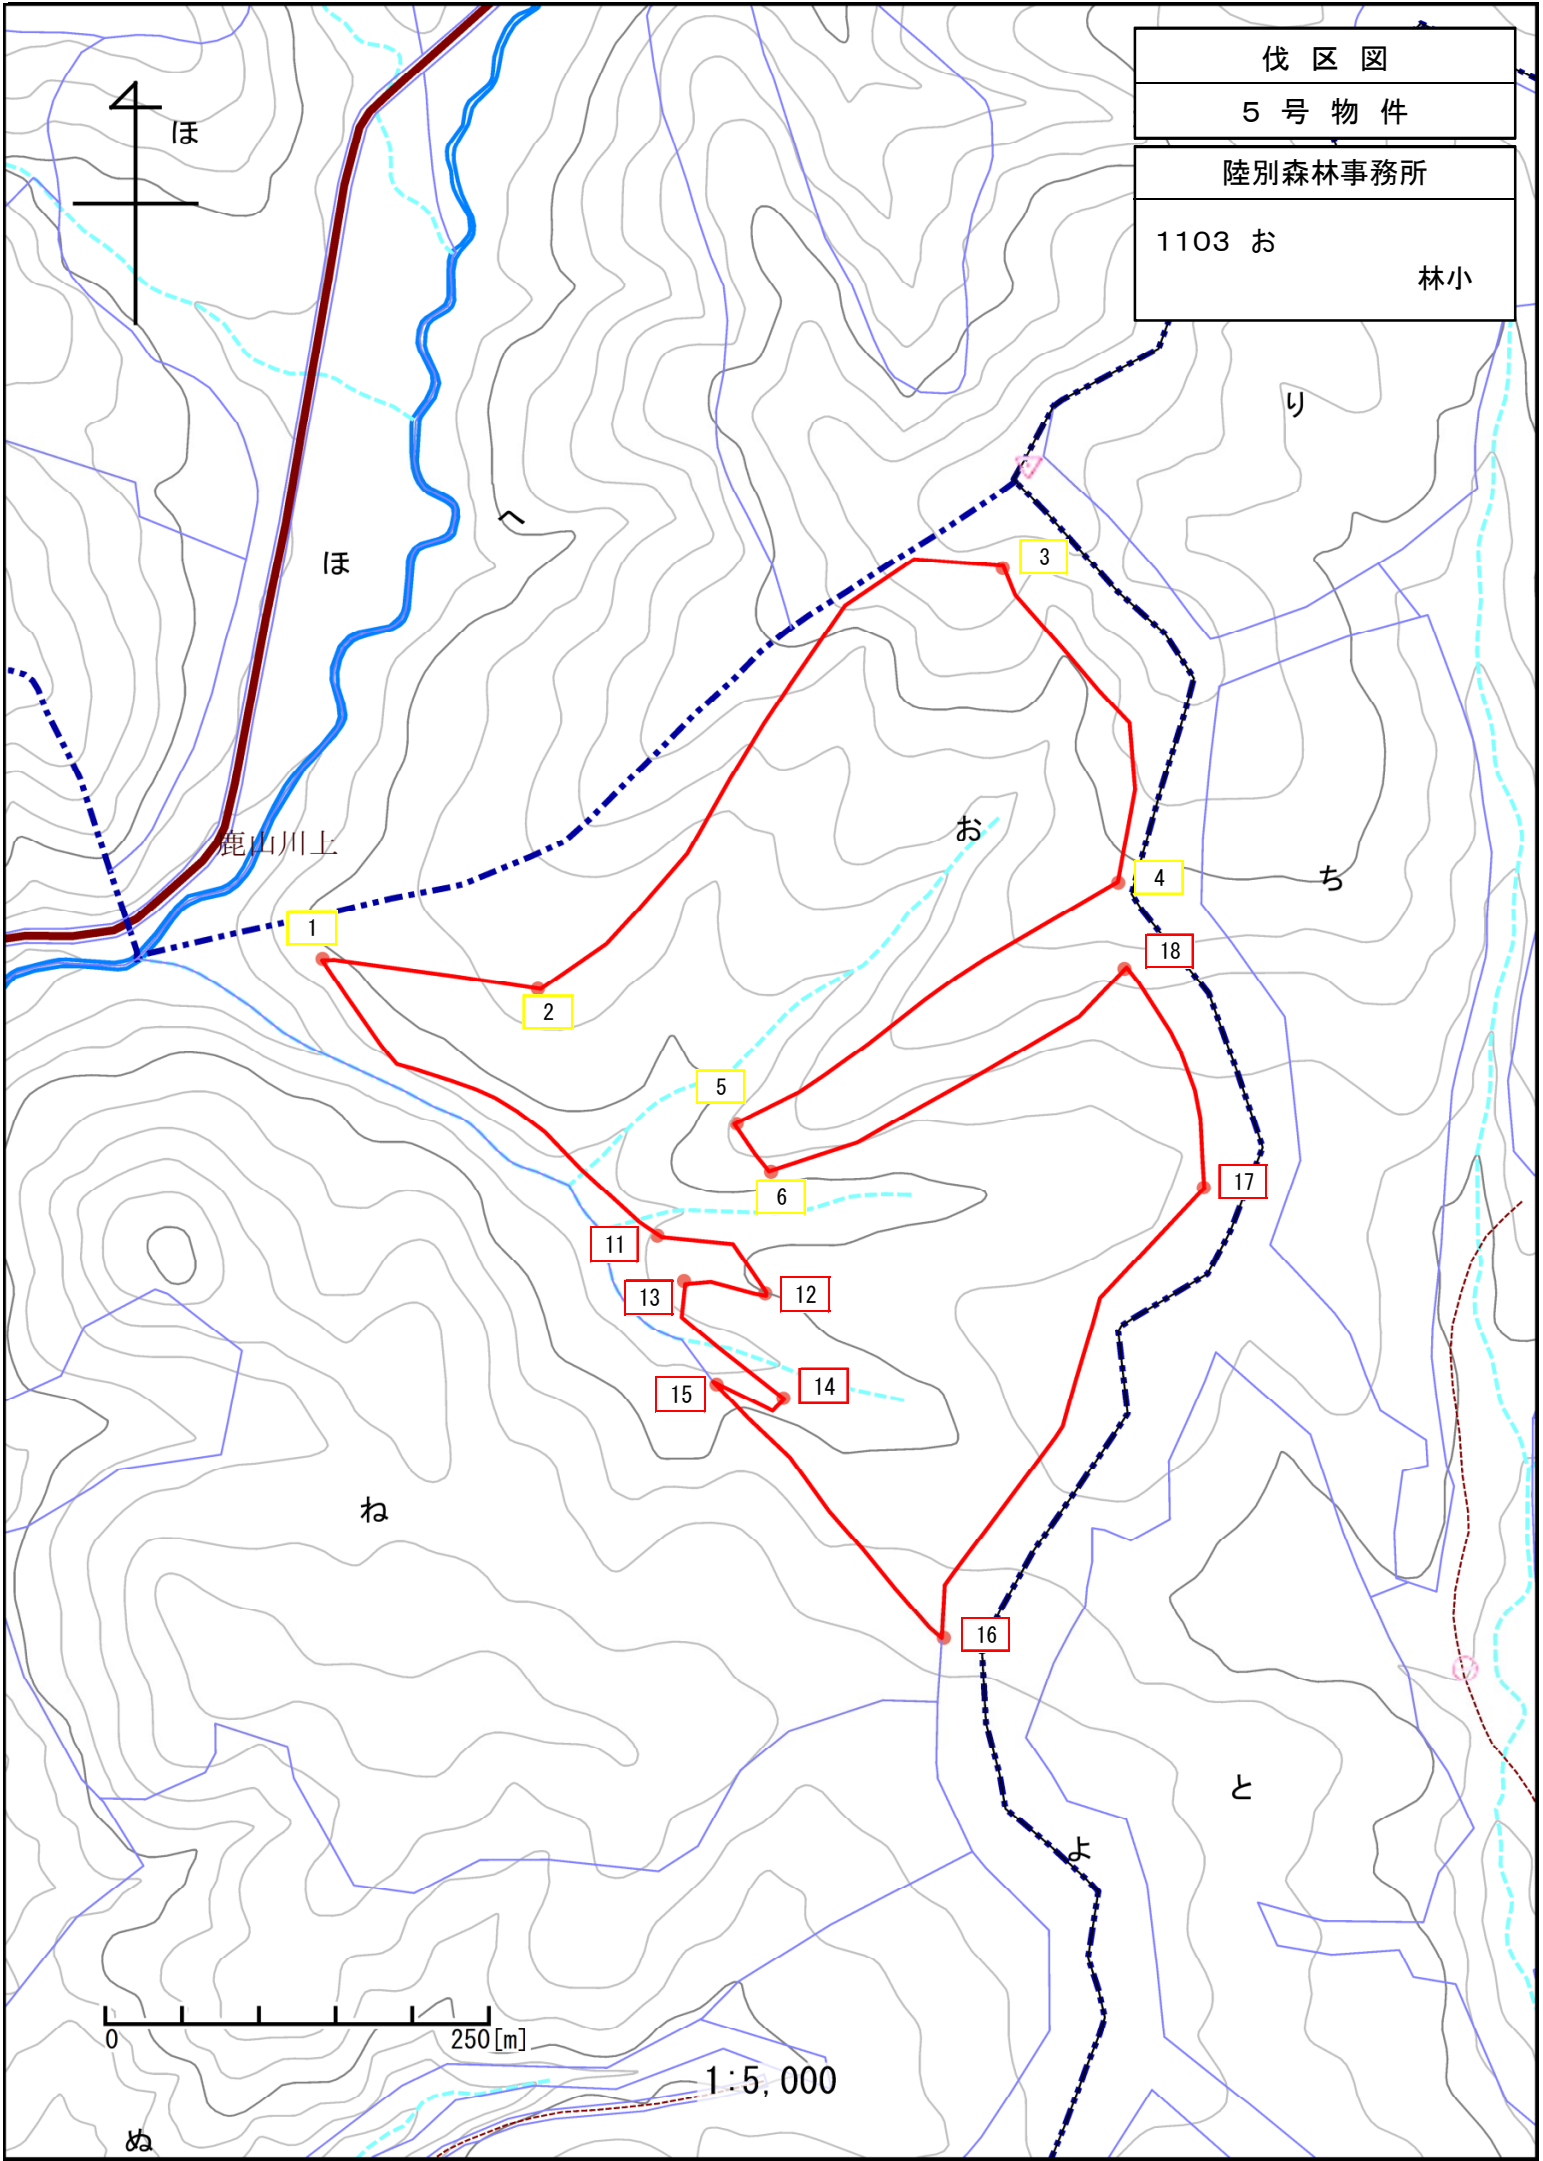 伐 区 図
5 号 物 件
陸別森林事務所
1103 お
林小
ほ
り
へ
ほ
3
お
鹿山川上
ち
4
1
18
2
5
17
6
11
12
13
14
15
ね
16
と
よ
0 250[m]
1:5,000
ぬ